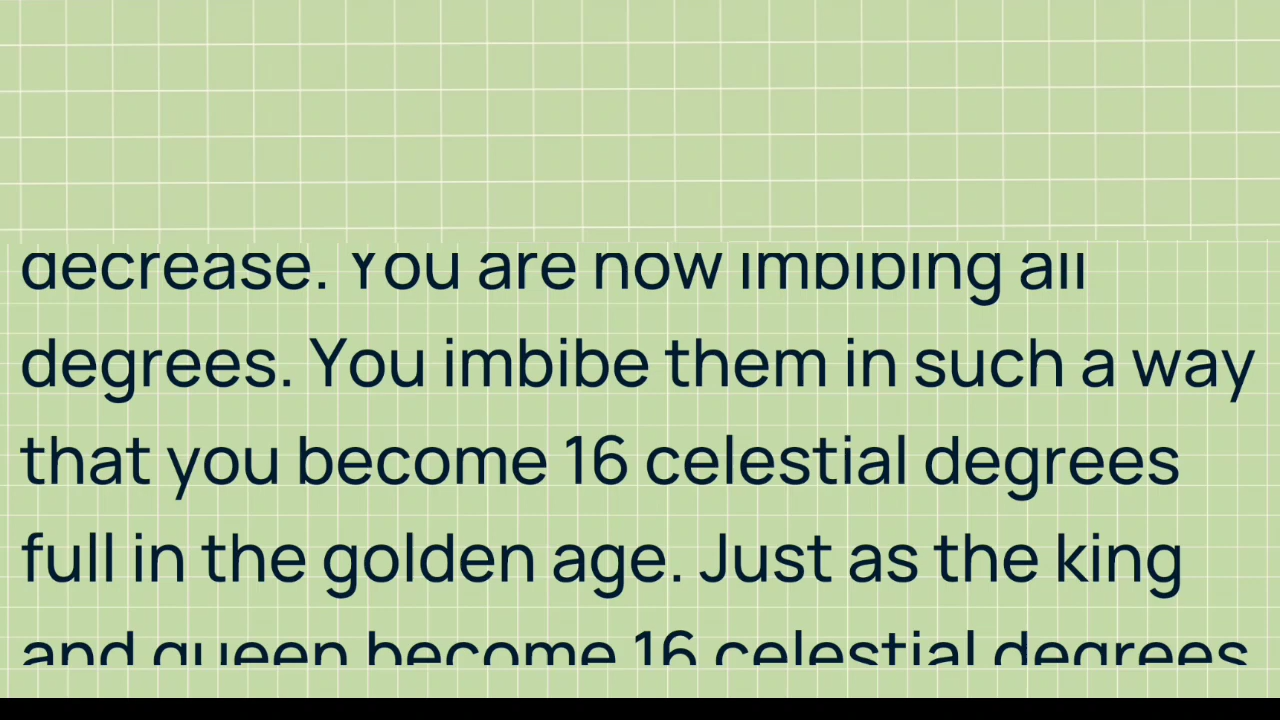 decrease. You are now imbibing all
degrees. You imbibe them in such a way
that you become 16 celestial degrees
full in the golden age. Just as the king
and queen become 16 celestial degrees